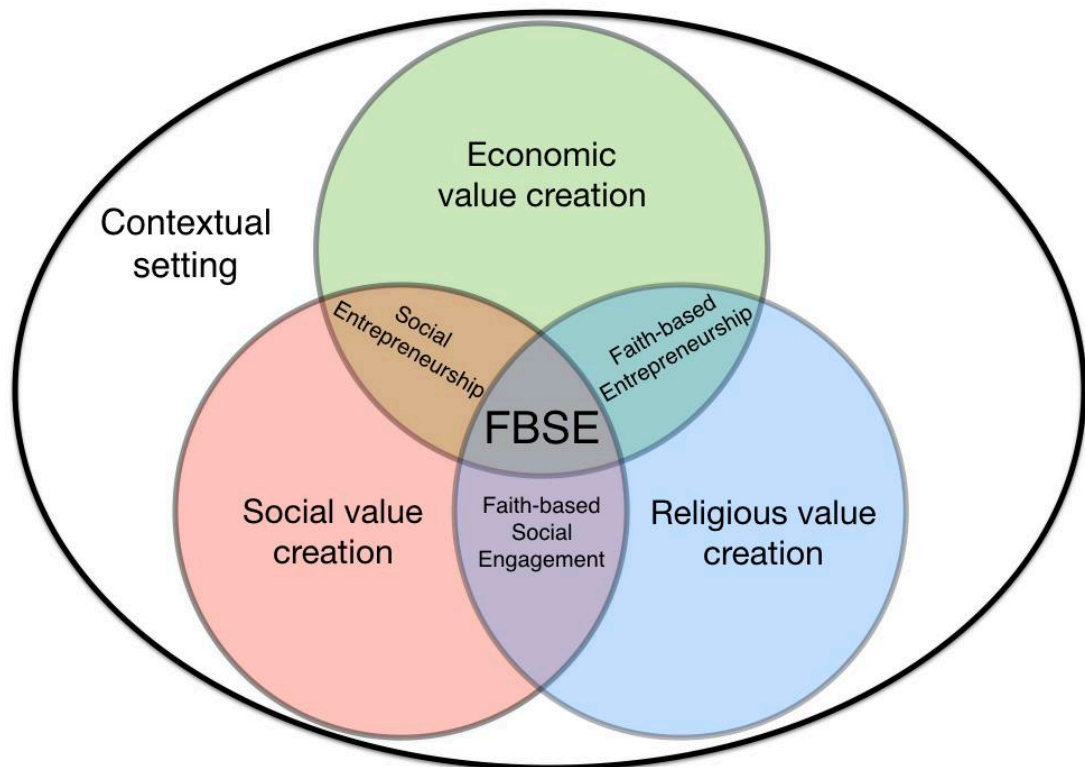 Economic
value creation
Contextual
setting
Social
Entrepreneurship
Faith-based
Entrepreneurship
FBSE
Social value
creation
Faith-based
Social
Engagement
Religious value
creation